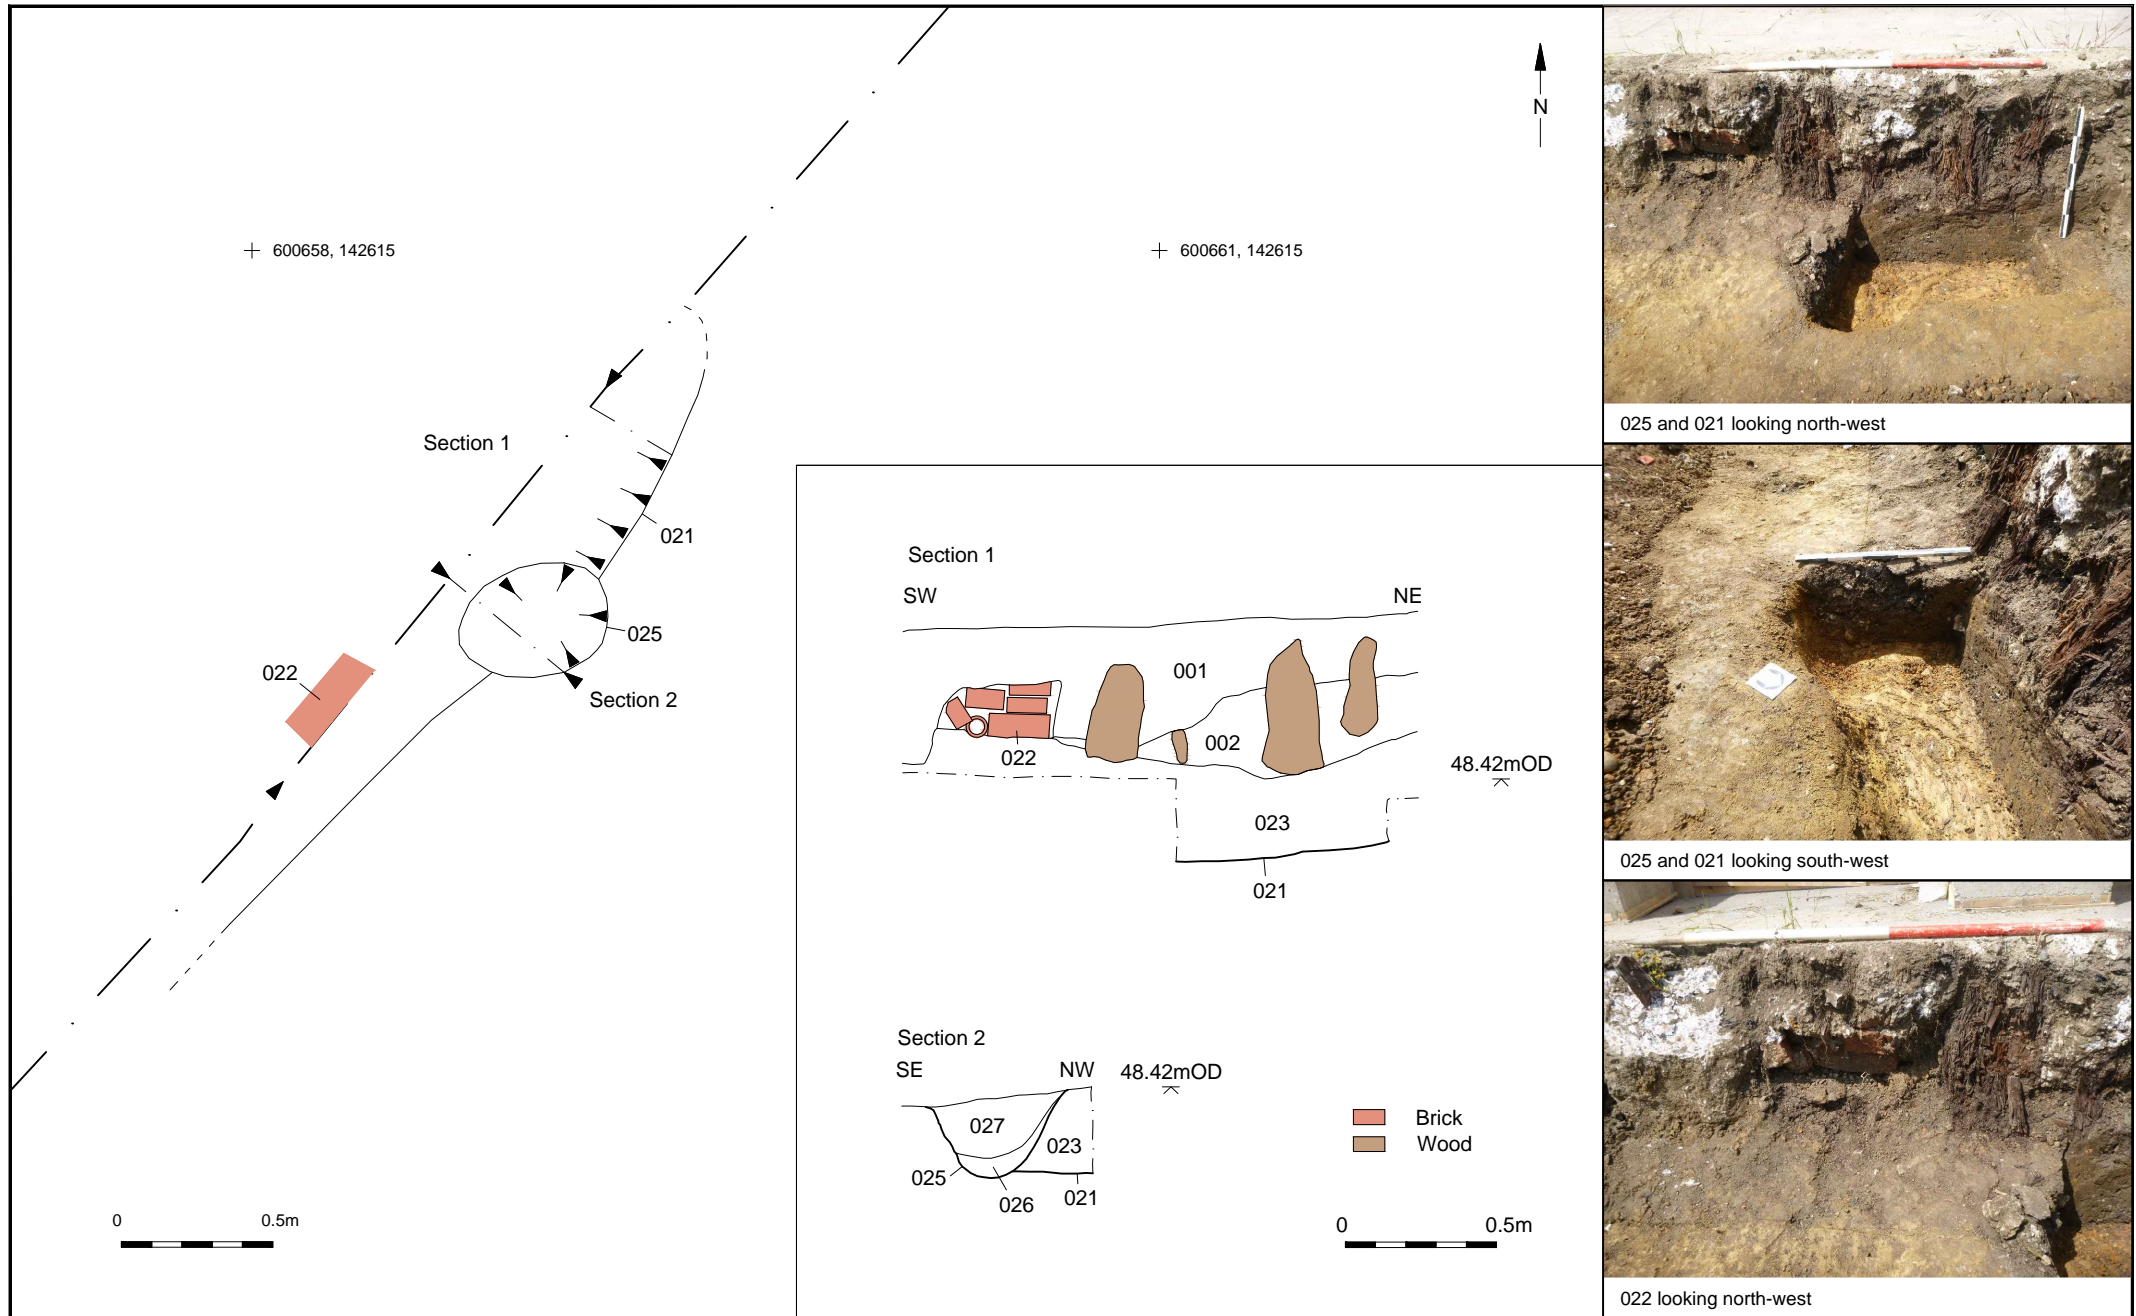 N
600658, 142615
600661, 142615
Section 1
021
025
022
Section 2
0 0.5m
Section 1
SW NE
001
002
022
48.42mOD
023
021
Section 2
SE NW 48.42mOD
027
023
025
026
021
Brick
Wood
0 0.5m
025 and 021 looking north-west
025 and 021 looking south-west
022 looking north-west